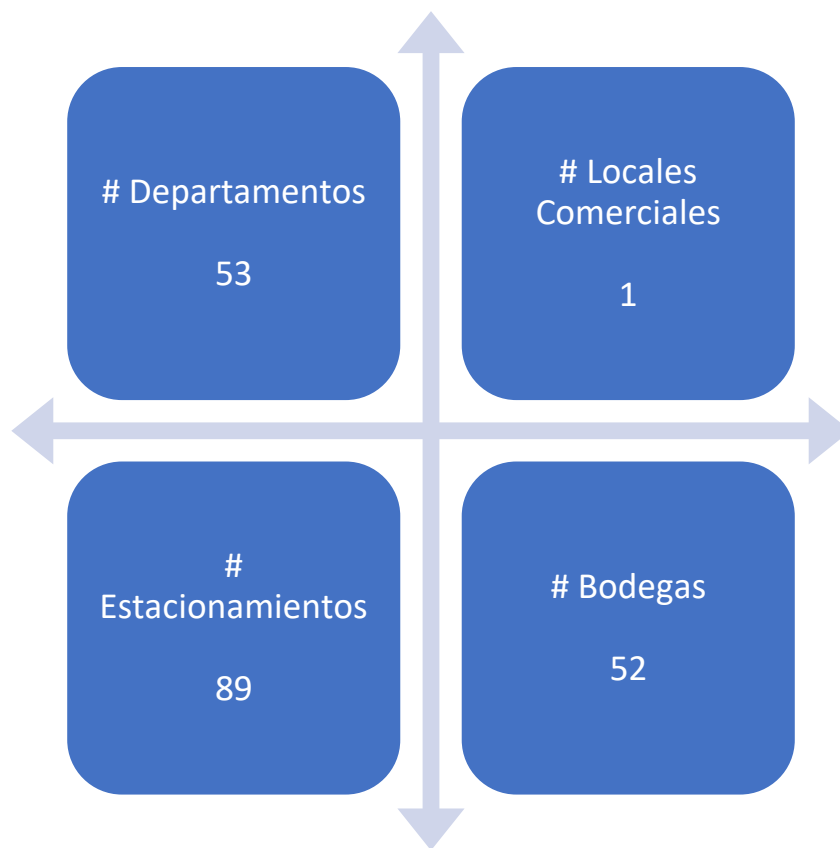 # Departamentos
53
# Locales
Comerciales
1
#
Estacionamientos
89
# Bodegas
52